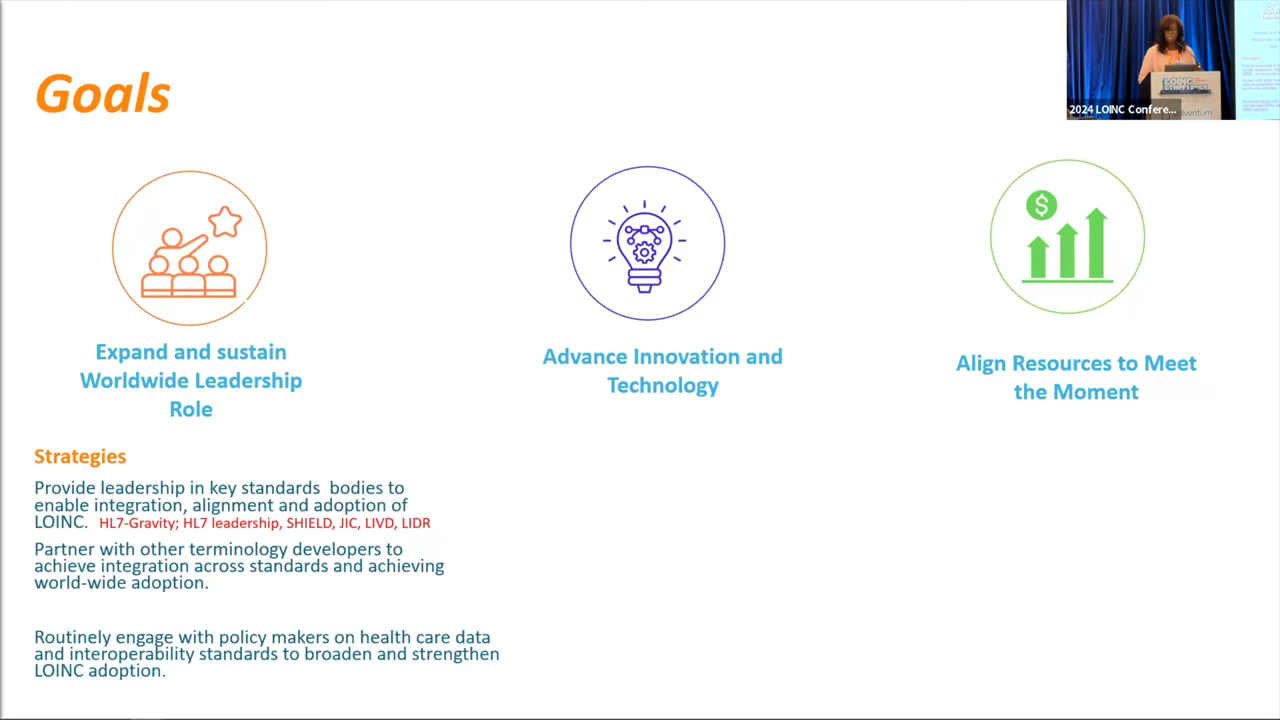 Goals
2024 LOINC Confere...
LOINC
Expand and sustain
Worldwide Leadership
Role
Advance Innovation and
Technology
Align Resources to Meet
the Moment
Strategies
Provide leadership in key standards bodies to
enable integration, alignment and adoption of
LOINC. HL7-Gravity; HL7 leadership, SHIELD, JIC, LIVD, LIDR
Partner with other terminology developers to
achieve integration across standards and achieving
world-wide adoption.
Routinely engage with policy makers on health care data
and interoperability standards to broaden and strengthen
LOINC adoption.